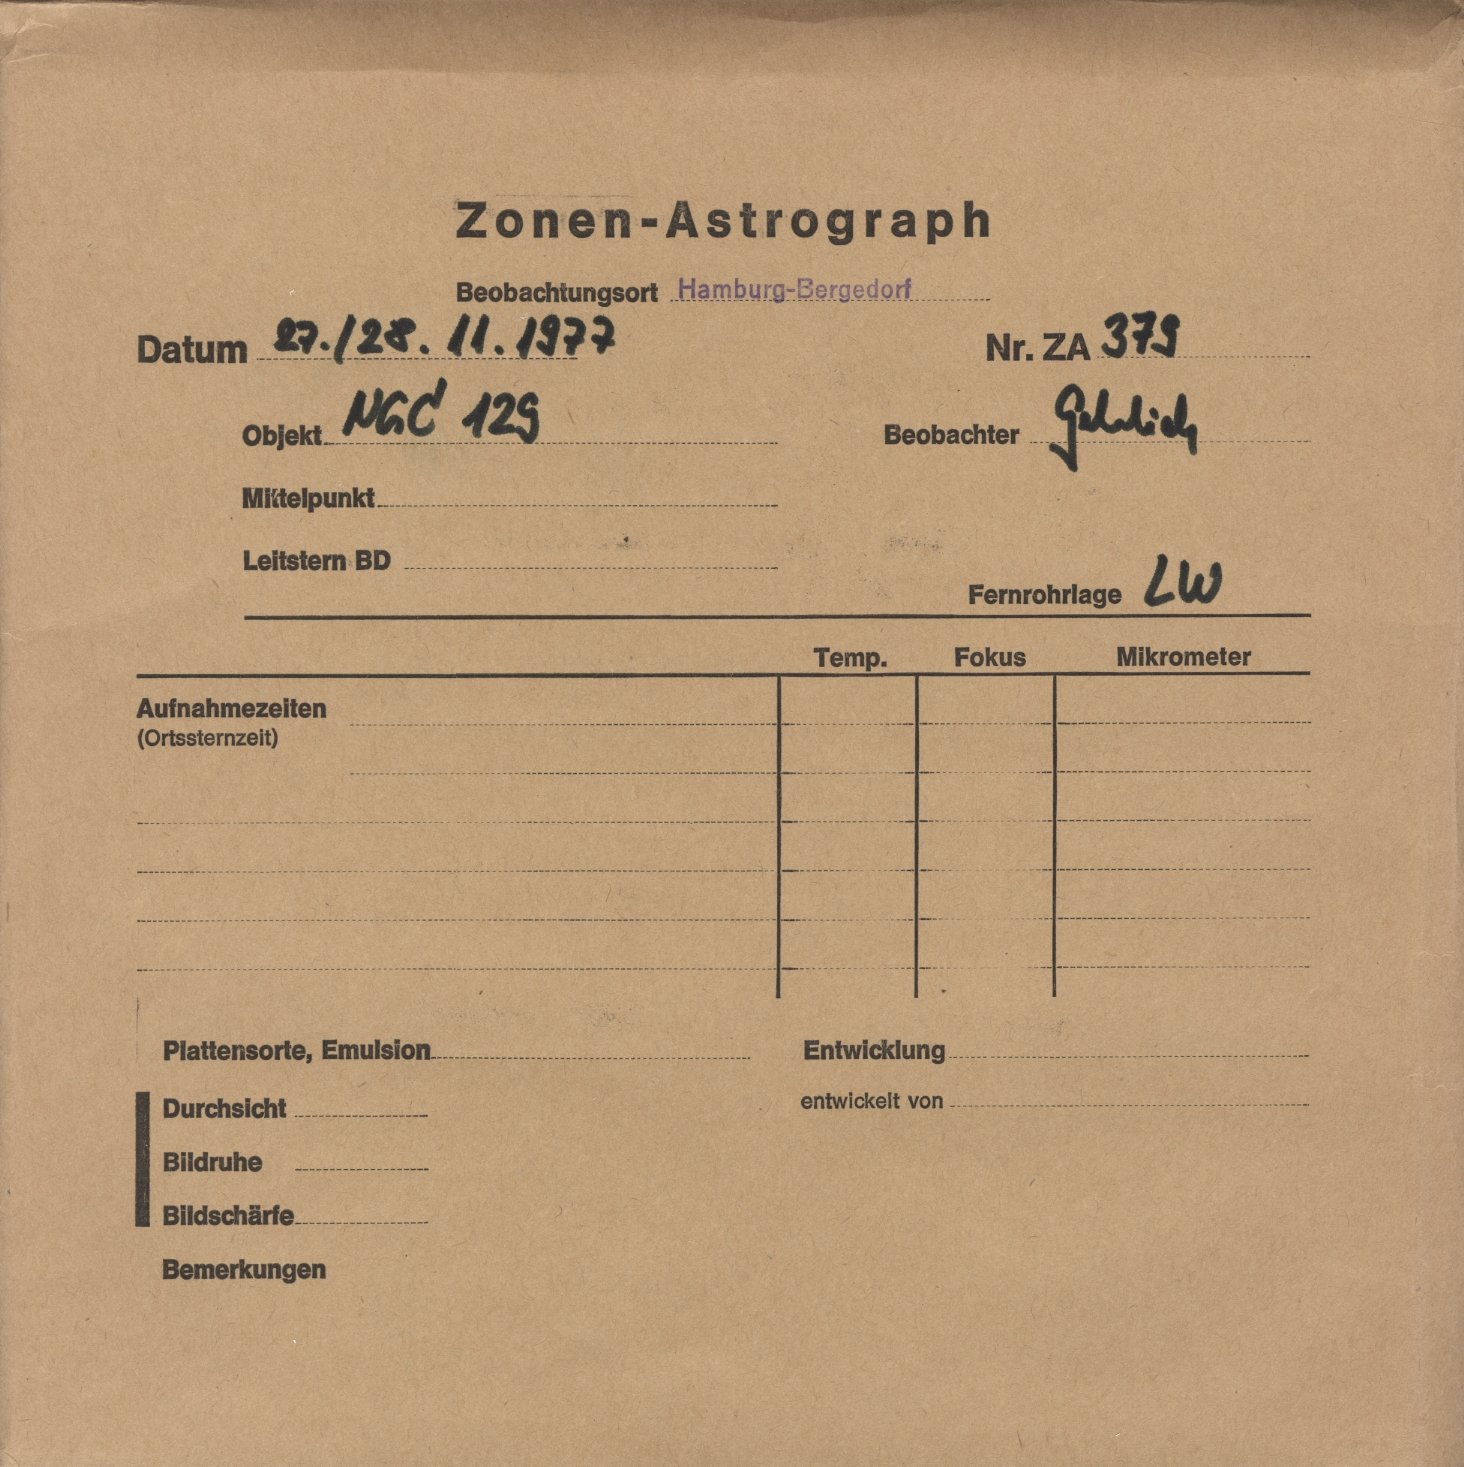 Zonen-Astrograph
Beobachtungsort Hamburg-Bergedorf
Datum 27./28. 11. 1977 Nr. ZA 379
Objekt NGC 129 Beobachter
Mittelpunkt
Leitstern BD
Fernrohrlage LW
Temp. Fokus Mikrometer
Aufnahmezeiten
(Ortssternzeit)
Plattensorte, Emulsion Entwicklung
Durchsicht entwickelt von
Bildruhe
Bildschärfe
Bemerkungen